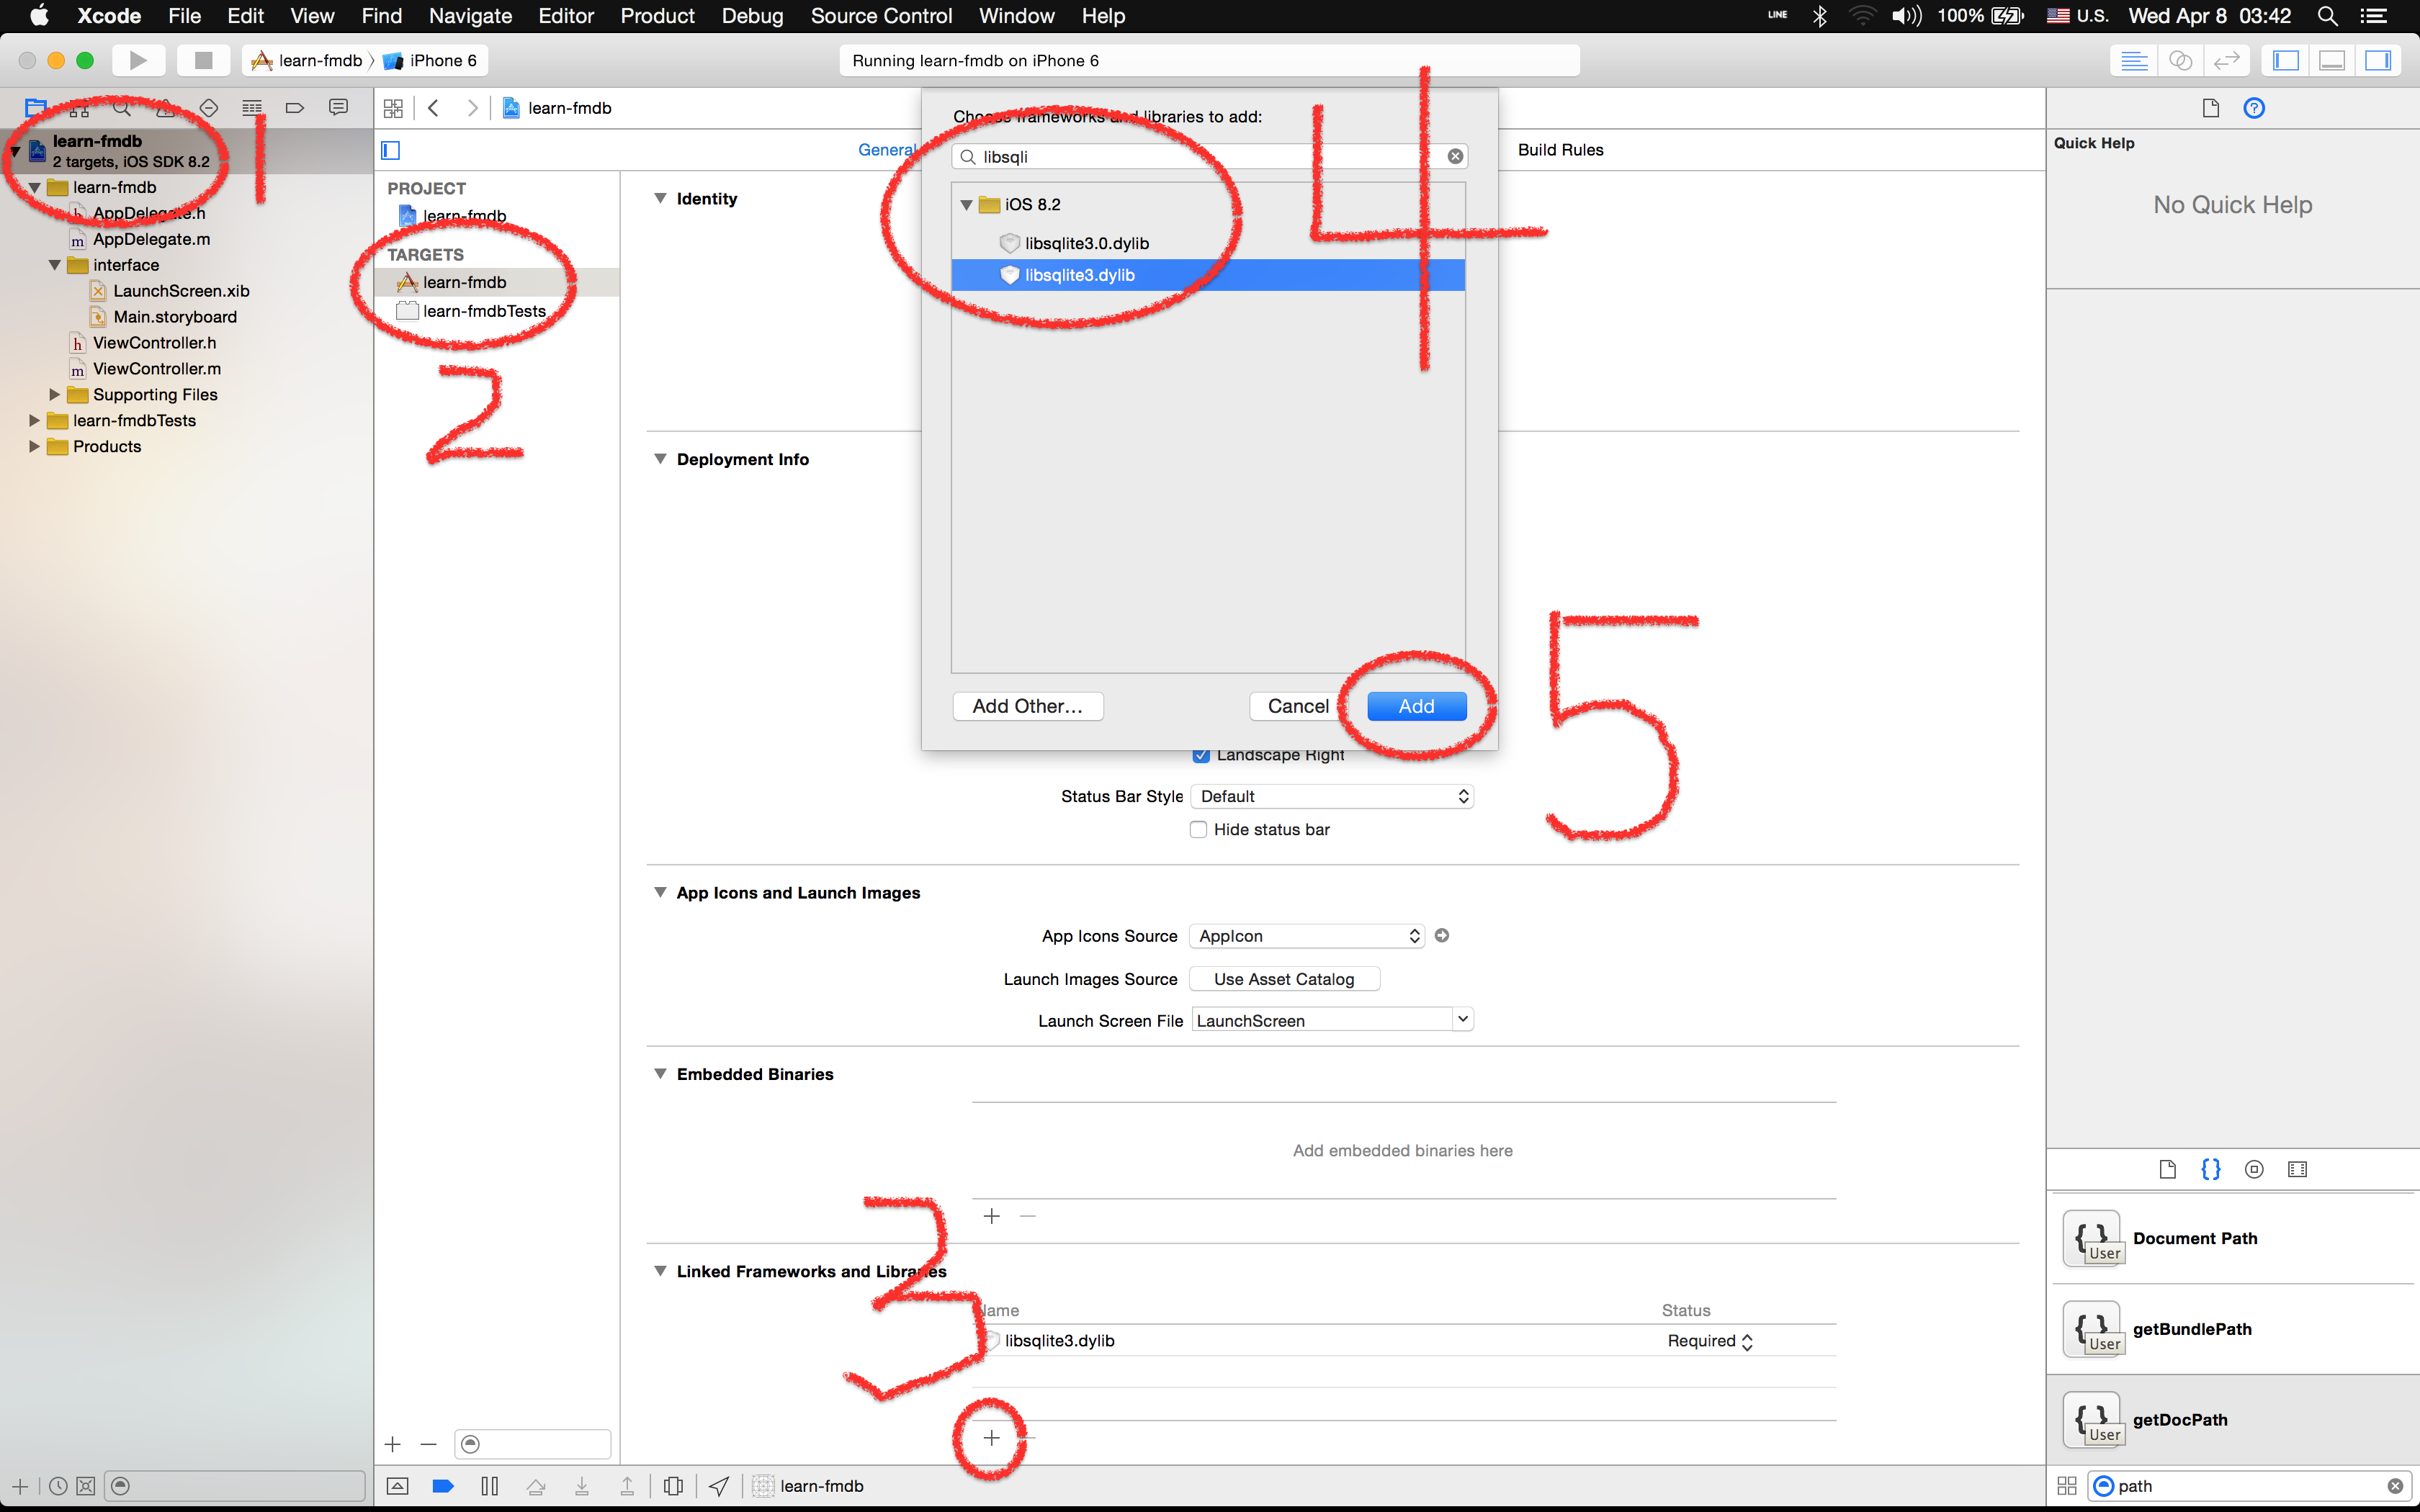 Xcode File Edit View Find Navigate Editor Product Debug Source Control Window Help LINE 100% U.S. Wed Apr 8 03:42
learn-fmdb iPhone 6 Running learn-fmdb on iPhone 6
learn-fmdb
2 targets, iOS SDK 8.2
learn-fmdb
AppDelegate.h
AppDelegate.m
interface
LaunchScreen.xib
Main.storyboard
ViewController.h
ViewController.m
Supporting Files
learn-fmdbTests
Products
1
learn-fmdb
General
Build Rules
PROJECT
learn-fmdb
TARGETS
learn-fmdb
learn-fmdbTests
2
Choose frameworks and libraries to add:
libsqli
iOS 8.2
libsqlite3.0.dylib
libsqlite3.dylib
4
Add Other... Cancel Add
5
Identity
Deployment Info
Landscape Right
Status Bar Style Default
Hide status bar
App Icons and Launch Images
App Icons Source AppIcon
Launch Images Source Use Asset Catalog
Launch Screen File LaunchScreen
Embedded Binaries
Add embedded binaries here
3
Linked Frameworks and Libraries
Name Status
libsqlite3.dylib Required
learn-fmdb
Quick Help
No Quick Help
{ } User Document Path
{ } User getBundlePath
{ } User getDocPath
path